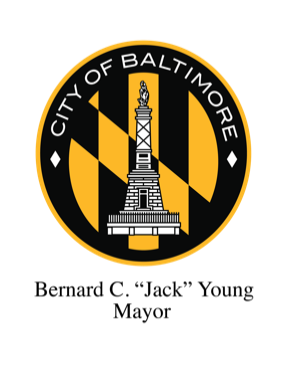 CITY OF BALTIMORE
Bernard C. “Jack” Young
Mayor